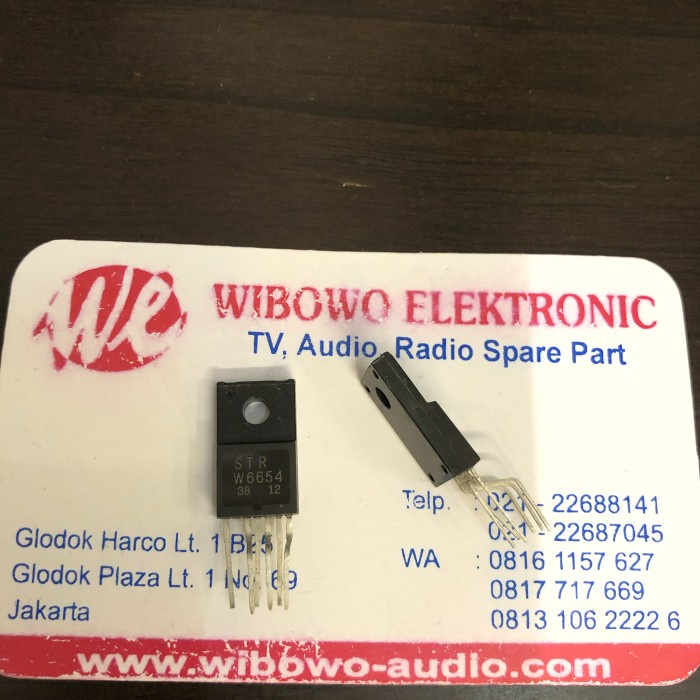 We
WIBOWO ELEKTRONIC
TV, Audio, Radio Spare Part
STR
W6654
38 12
Telp. : 021 - 22688141
021 - 22687045
WA : 0816 1157 627
0817 717 669
0813 106 2222 6
Glodok Harco Lt. 1
Glodok Plaza Lt. 1 69
Jakarta
www.wibowo-audio.com